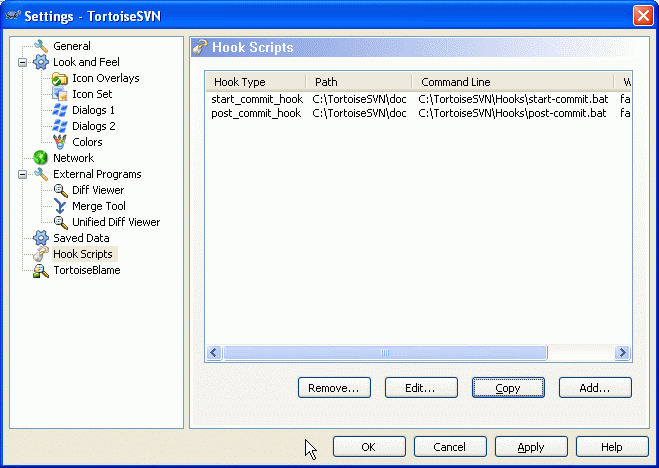 Settings - TortoiseSVN
General
Look and Feel
Icon Overlays
Icon Set
Dialogs 1
Dialogs 2
Colors
Network
External Programs
Diff Viewer
Merge Tool
Unified Diff Viewer
Saved Data
Hook Scripts
TortoiseBlame
Hook Scripts
Hook Type Path Command Line W
start_commit_hook C:\TortoiseSVN\doc C:\TortoiseSVN\Hooks\start-commit.bat fa
post_commit_hook C:\TortoiseSVN\doc C:\TortoiseSVN\Hooks\post-commit.bat fa
Remove... Edit... Copy Add...
OK Cancel Apply Help